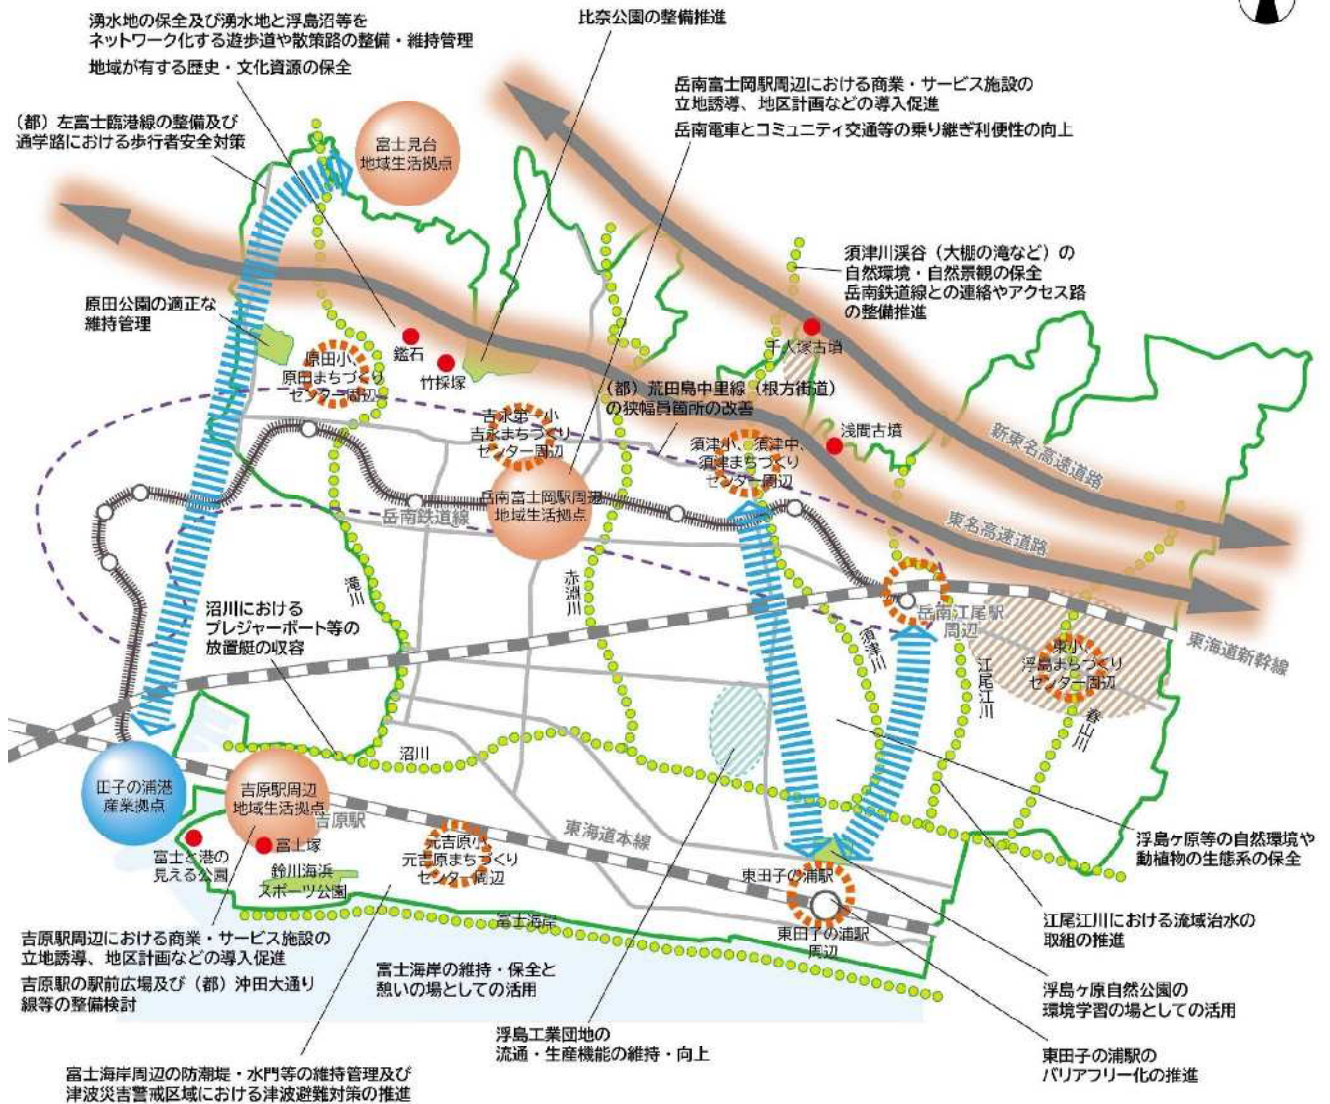 湧水地の保全及び湧水地と浮島沼等を
ネットワーク化する遊歩道や散策路の整備・維持管理
地域が有する歴史・文化資源の保全
比奈公園の整備推進
岳南富士岡駅周辺における商業・サービス施設の
立地誘導、地区計画などの導入促進
岳南電車とコミュニティ交通等の乗り継ぎ利便性の向上
（都）左富士臨港線の整備及び
通学路における歩行者安全対策
富士見台
地域生活拠点
須津川渓谷（大棚の滝など）の
自然環境・自然景観の保全
岳南鉄道線との連絡やアクセス路
の整備推進
原田公園の適正な
維持管理
鑑石
竹採塚
千人塚古墳
原田小、
原田まちづくり
センター周辺
（都）荒田島中里線（根方街道）
の狭幅員箇所の改善
吉永第一小
吉永まちづくり
センター周辺
須津小、須津中、
須津まちづくり
センター周辺
浅間古墳
新東名高速道路
東名高速道路
岳南富士岡駅周辺
地域生活拠点
岳南鉄道線
滝川
赤淵川
須津川
江尾江川
春山川
岳南江尾駅
周辺
東海道新幹線
東小、
浮島まちづくり
センター周辺
沼川における
プレジャーボート等の
放置艇の収容
沼川
田子の浦港
産業拠点
吉原駅周辺
地域生活拠点
吉原駅
東海道本線
富士と港の
見える公園
富士塚
鈴川海浜
スポーツ公園
元吉原小、
元吉原まちづくり
センター周辺
東田子の浦駅
東田子の浦駅
周辺
富士海岸
浮島ヶ原等の自然環境や
動植物の生態系の保全
江尾江川における流域治水の
取組の推進
吉原駅周辺における商業・サービス施設の
立地誘導、地区計画などの導入促進
吉原駅の駅前広場及び（都）沖田大通り
線等の整備検討
富士海岸の維持・保全と
憩いの場としての活用
浮島ヶ原自然公園の
環境学習の場としての活用
浮島工業団地の
流通・生産機能の維持・向上
東田子の浦駅の
バリアフリー化の推進
富士海岸周辺の防潮堤・水門等の維持管理及び
津波災害警戒区域における津波避難対策の推進